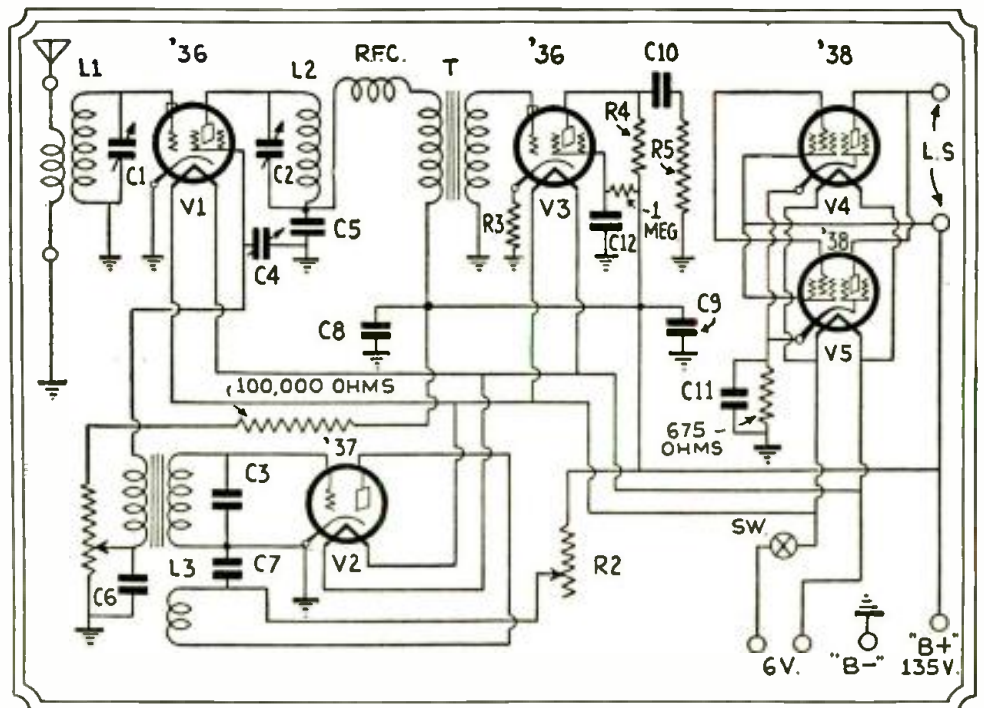 '36
R.F.C.
'36
C10
'38
L1
L2
T
R4
R5
L.S
C1
C2
V1
V3
V4
R3
-1 MEG
C5
C12
'38
C4
C8
C9
V5
100,000 OHMS
C11
675 - OHMS
'37
C3
SW.
C7
V2
R2
L3
C6
6V.
"B-"
"B+"
135V.